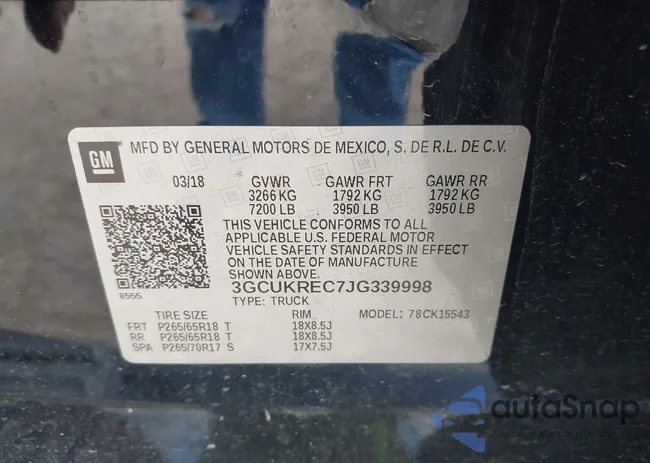 GM
MFD BY GENERAL MOTORS DE MEXICO, S. DE R.L. DE C.V.
03/18 GVWR GAWR FRT GAWR RR
3266 KG 1792 KG 1792 KG
7200 LB 3950 LB 3950 LB
THIS VEHICLE CONFORMS TO ALL
APPLICABLE U.S. FEDERAL MOTOR
VEHICLE SAFETY STANDARDS IN EFFECT
ON THE DATE OF MANUFACTURE
SHOWN ABOVE.
8555
3GCUKREC7JG339998
TYPE: TRUCK
TIRE SIZE RIM MODEL: 78CK15543
FRT P265/65R18 T 18X8.5J
RR P265/65R18 T 18X8.5J
SPA P265/70R17 S 17X7.5J
autoSnap